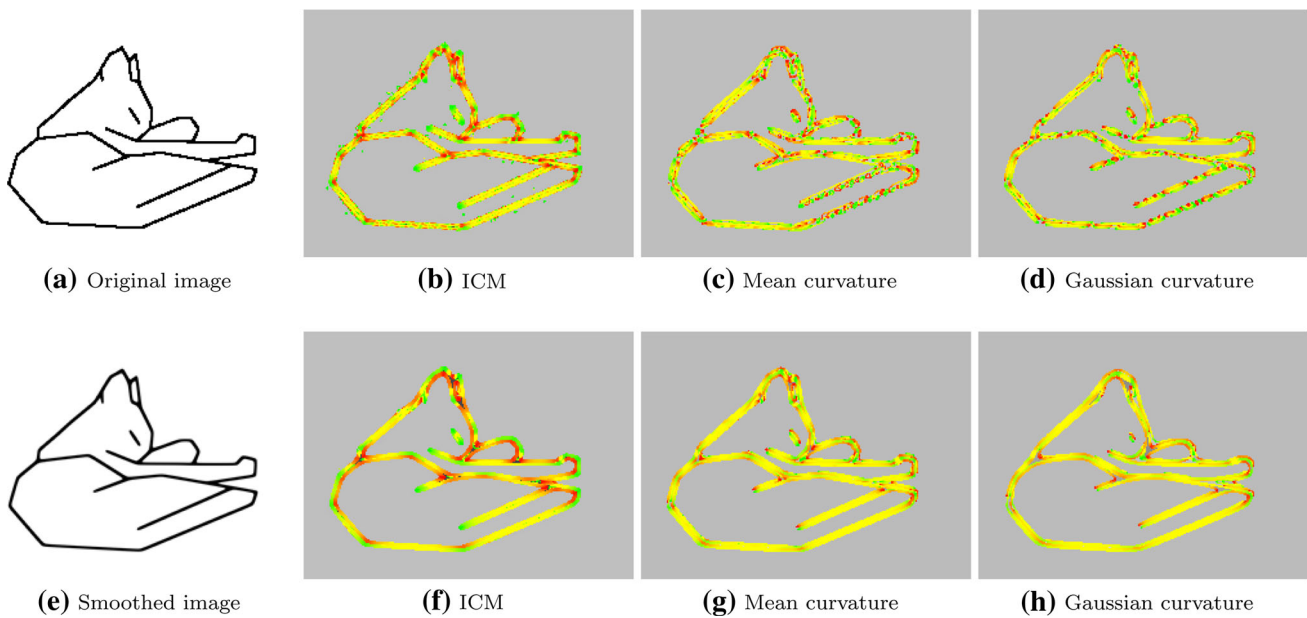 (a) Original image
(b) ICM
(c) Mean curvature
(d) Gaussian curvature
(e) Smoothed image
(f) ICM
(g) Mean curvature
(h) Gaussian curvature